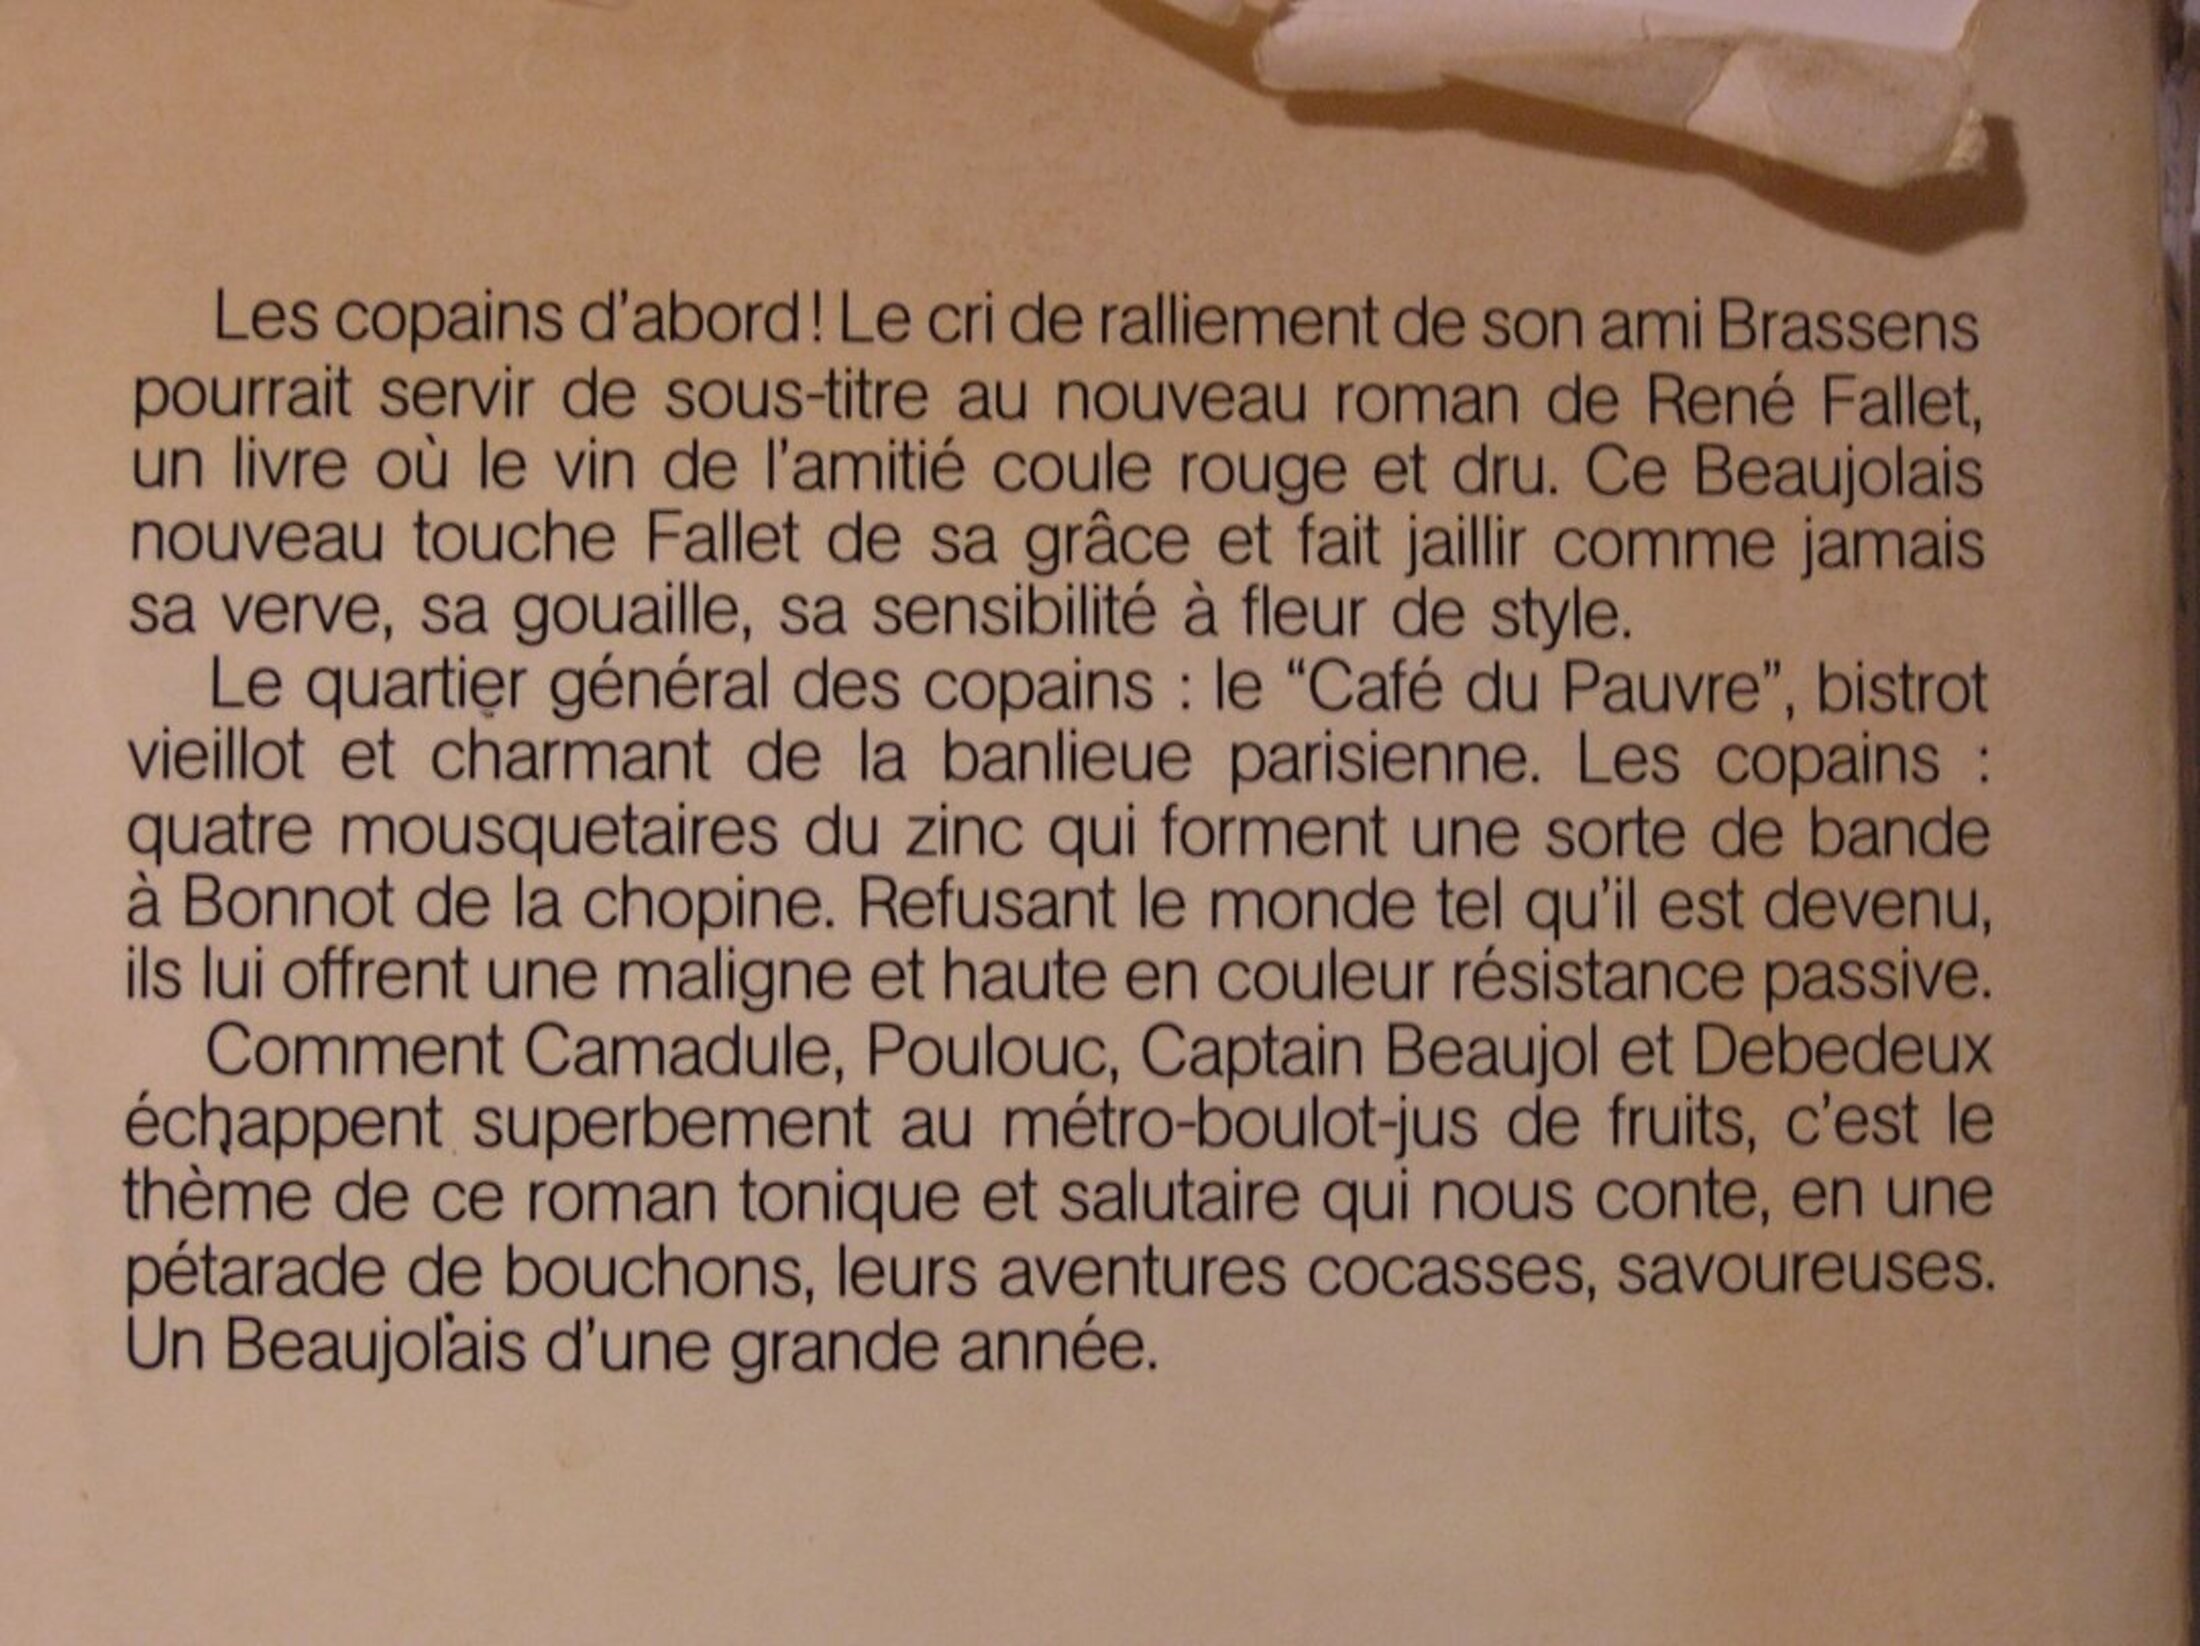 Les copains d'abord! Le cri de ralliement de son ami Brassens
pourrait servir de sous-titre au nouveau roman de René Fallet,
un livre où le vin de l'amitié coule rouge et dru. Ce Beaujolais
nouveau touche Fallet de sa grâce et fait jaillir comme jamais
sa verve, sa gouaille, sa sensibilité à fleur de style.
Le quartier général des copains : le “Café du Pauvre”, bistrot
vieillot et charmant de la banlieue parisienne. Les copains :
quatre mousquetaires du zinc qui forment une sorte de bande
à Bonnot de la chopine. Refusant le monde tel qu'il est devenu,
ils lui offrent une maligne et haute en couleur résistance passive.
Comment Camadule, Poulouc, Captain Beaujol et Debedeux
échappent superbement au métro-boulot-jus de fruits, c'est le
thème de ce roman tonique et salutaire qui nous conte, en une
pétarade de bouchons, leurs aventures cocasses, savoureuses.
Un Beaujolais d'une grande année.